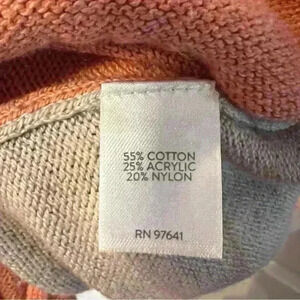 55% COTTON
25% ACRYLIC
20% NYLON
RN 97641